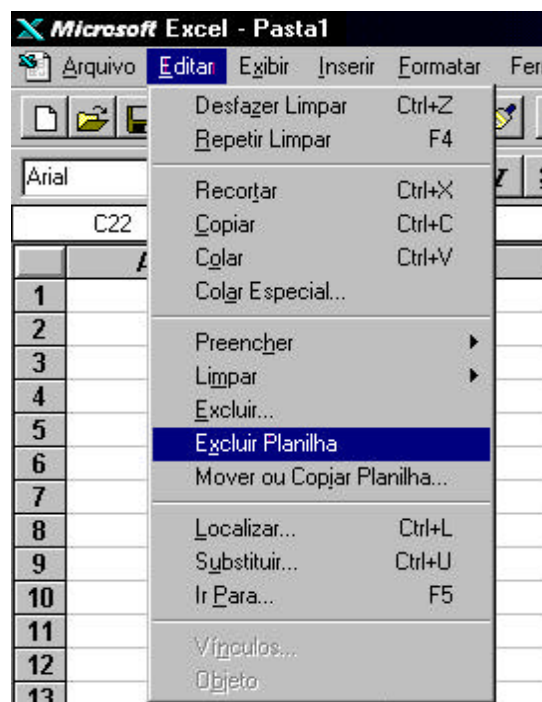 Microsoft Excel - Pasta1
Arquivo Editar Exibir Inserir Formatar Fer
Desfazer Limpar Ctrl+Z
Repetir Limpar F4
Arial
Recortar Ctrl+X
C22 Copiar Ctrl+C
Colar Ctrl+V
Colar Especial...
1
2 Preencher
3 Limpar
4 Excluir...
5 Excluir Planilha
6 Mover ou Copiar Planilha...
7
8 Localizar... Ctrl+L
9 Substituir... Ctrl+U
10 Ir Para... F5
11 Vínculos...
12 Objeto
13